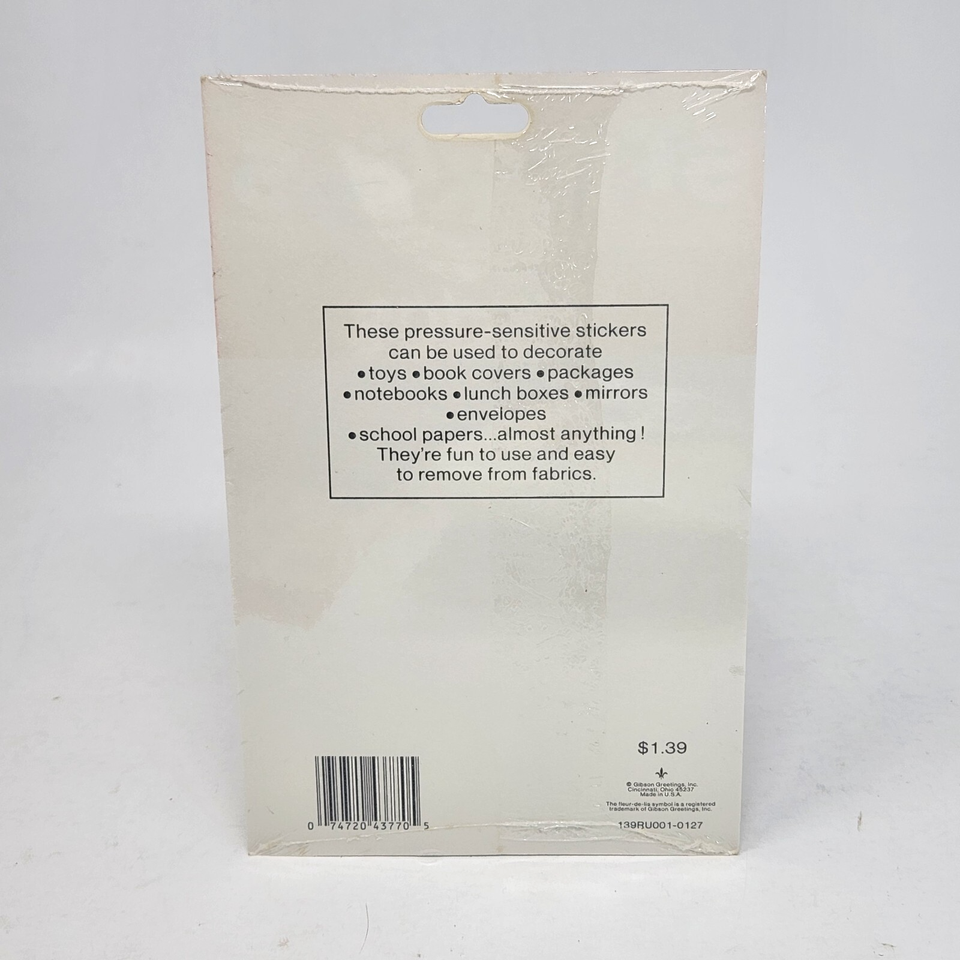 These pressure-sensitive stickers
can be used to decorate
•toys •book covers •packages
•notebooks •lunch boxes •mirrors
•envelopes
•school papers...almost anything!
They're fun to use and easy
to remove from fabrics.
$1.39
© Gibson Greetings, Inc.
Cincinnati, Ohio 45237
Made in U.S.A.
The fleur-de-lis symbol is a registered
trademark of Gibson Greetings, Inc.
139RU001-0127
0 74720 43770 5